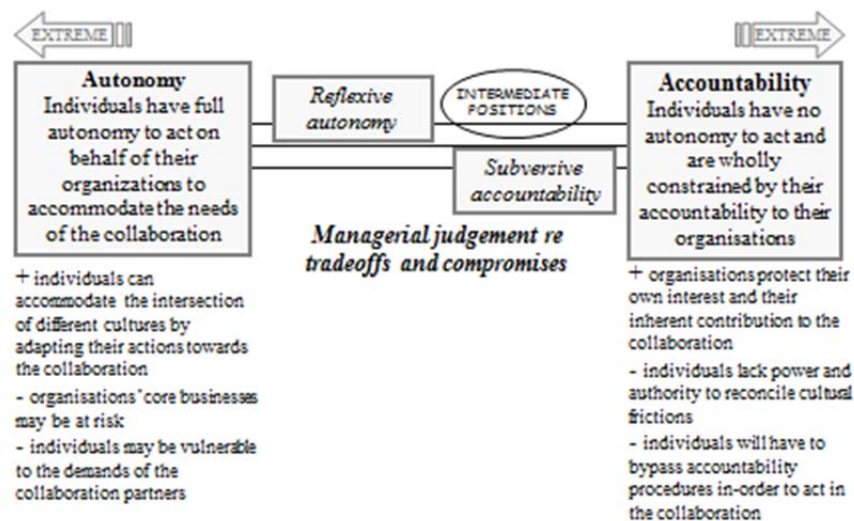 EXTREME
EXTREME
Autonomy
Individuals have full
autonomy to act on
behalf of their
organizations to
accommodate the needs
of the collaboration
Reflexive
autonomy
INTERMEDIATE
POSITIONS
Subversive
accountability
Managerial judgement re
tradeoffs and compromises
Accountability
Individuals have no
autonomy to act and
are wholly
constrained by their
accountability to their
organisations
+ individuals can
accommodate the intersection
of different cultures by
adapting their actions towards
the collaboration
- organisations' core businesses
may be at risk
- individuals may be vulnerable
to the demands of the
collaboration partners
+ organisations protect their
own interest and their
inherent contribution to the
collaboration
- individuals lack power and
authority to reconcile cultural
frictions
- individuals will have to
bypass accountability
procedures in-order to act in
the collaboration